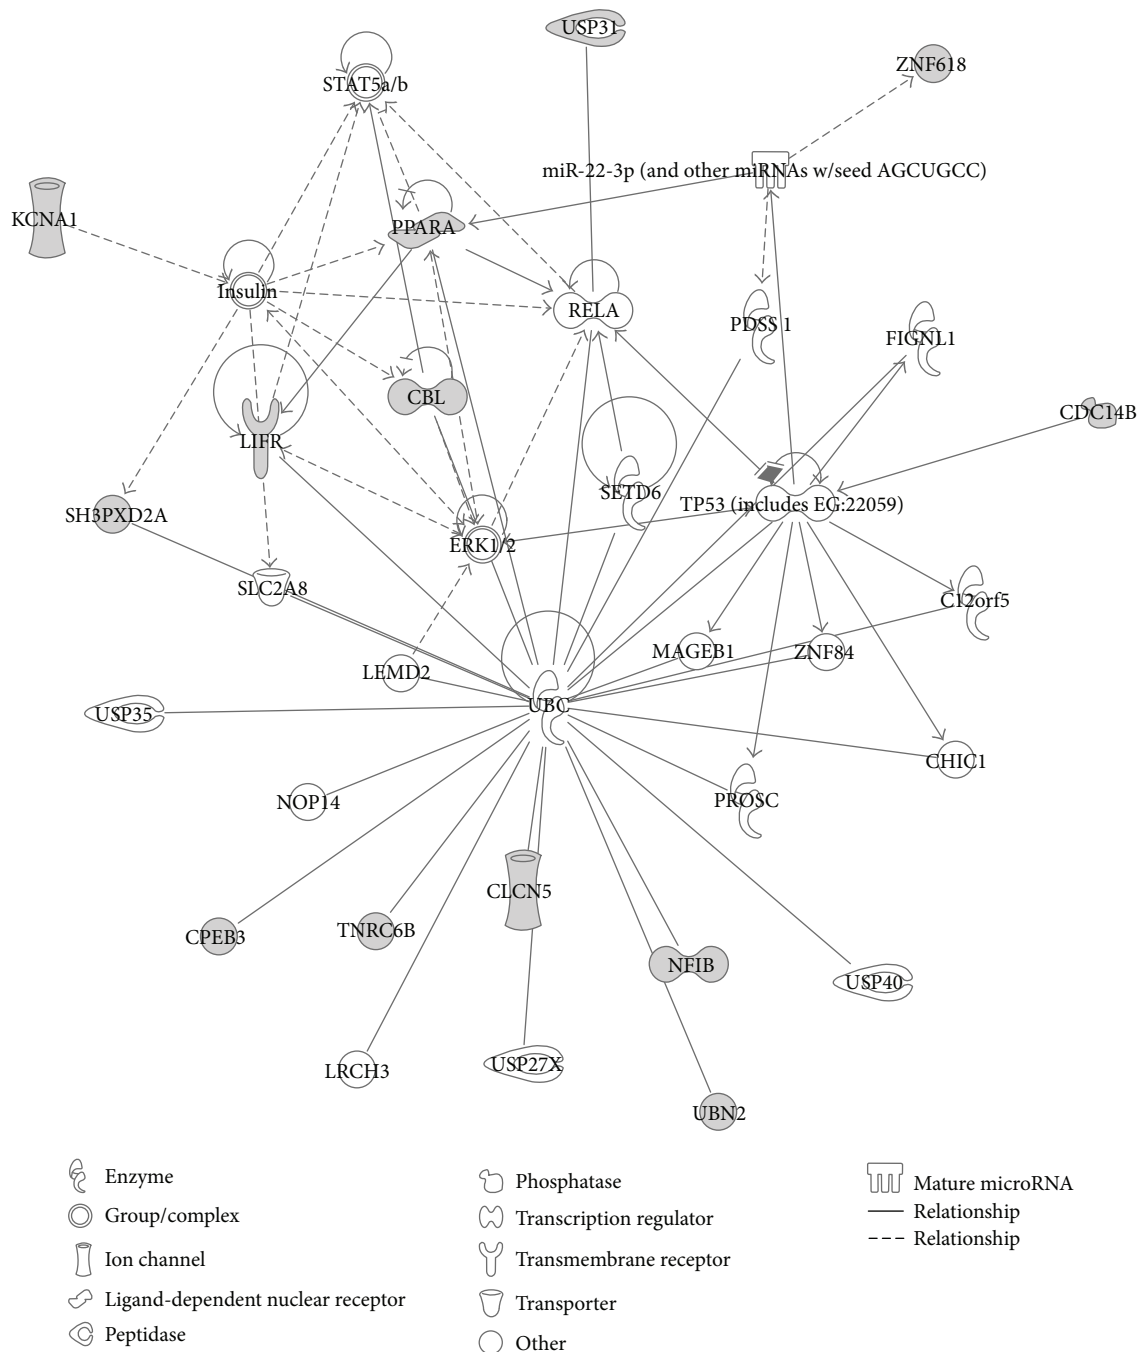 USP31
ZNF618
STAT5a/b
miR-22-3p (and other miRNAs w/seed AGCUGCC)
KCNA1
PPARA
Insulin
RELA
PDSS 1
FIGNL1
CBL
CDC14B
LIFR
SETD6
TP53 (includes EG:22059)
SH3PXD2A
ERK1/2
SLC2A8
C12orf5
MAGEB1
ZNF84
LEMD2
UBC
USP35
CHIC1
NOP14
PROSC
CLCN5
CPEB3
TNRC6B
NFIB
USP40
LRCH3
USP27X
UBN2
Enzyme
Group/complex
Ion channel
Ligand-dependent nuclear receptor
Peptidase
Phosphatase
Transcription regulator
Transmembrane receptor
Transporter
Other
Mature microRNA
Relationship
Relationship